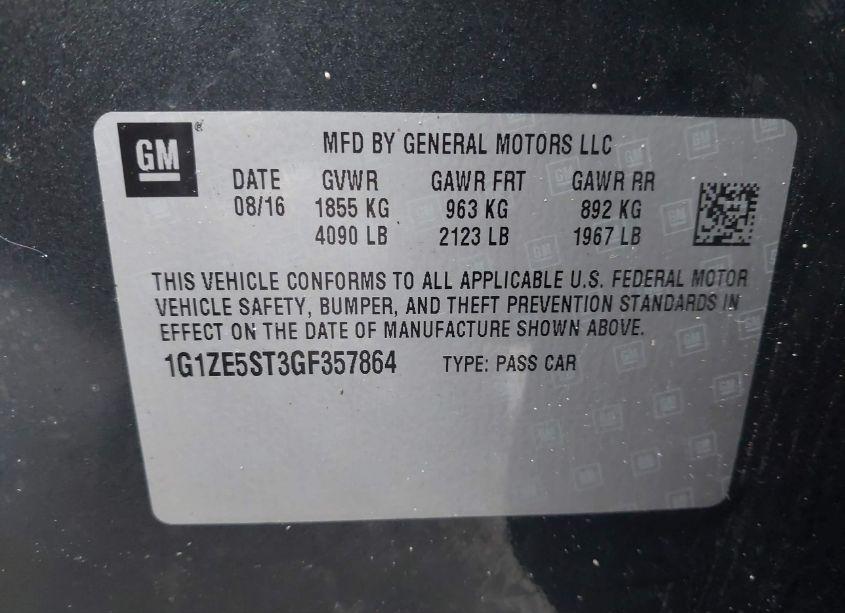 GM®
MFD BY GENERAL MOTORS LLC
DATE GVWR GAWR FRT GAWR RR
08/16 1855 KG 963 KG 892 KG
4090 LB 2123 LB 1967 LB
THIS VEHICLE CONFORMS TO ALL APPLICABLE U.S. FEDERAL MOTOR
VEHICLE SAFETY, BUMPER, AND THEFT PREVENTION STANDARDS IN
EFFECT ON THE DATE OF MANUFACTURE SHOWN ABOVE.
1G1ZE5ST3GF357864 TYPE: PASS CAR